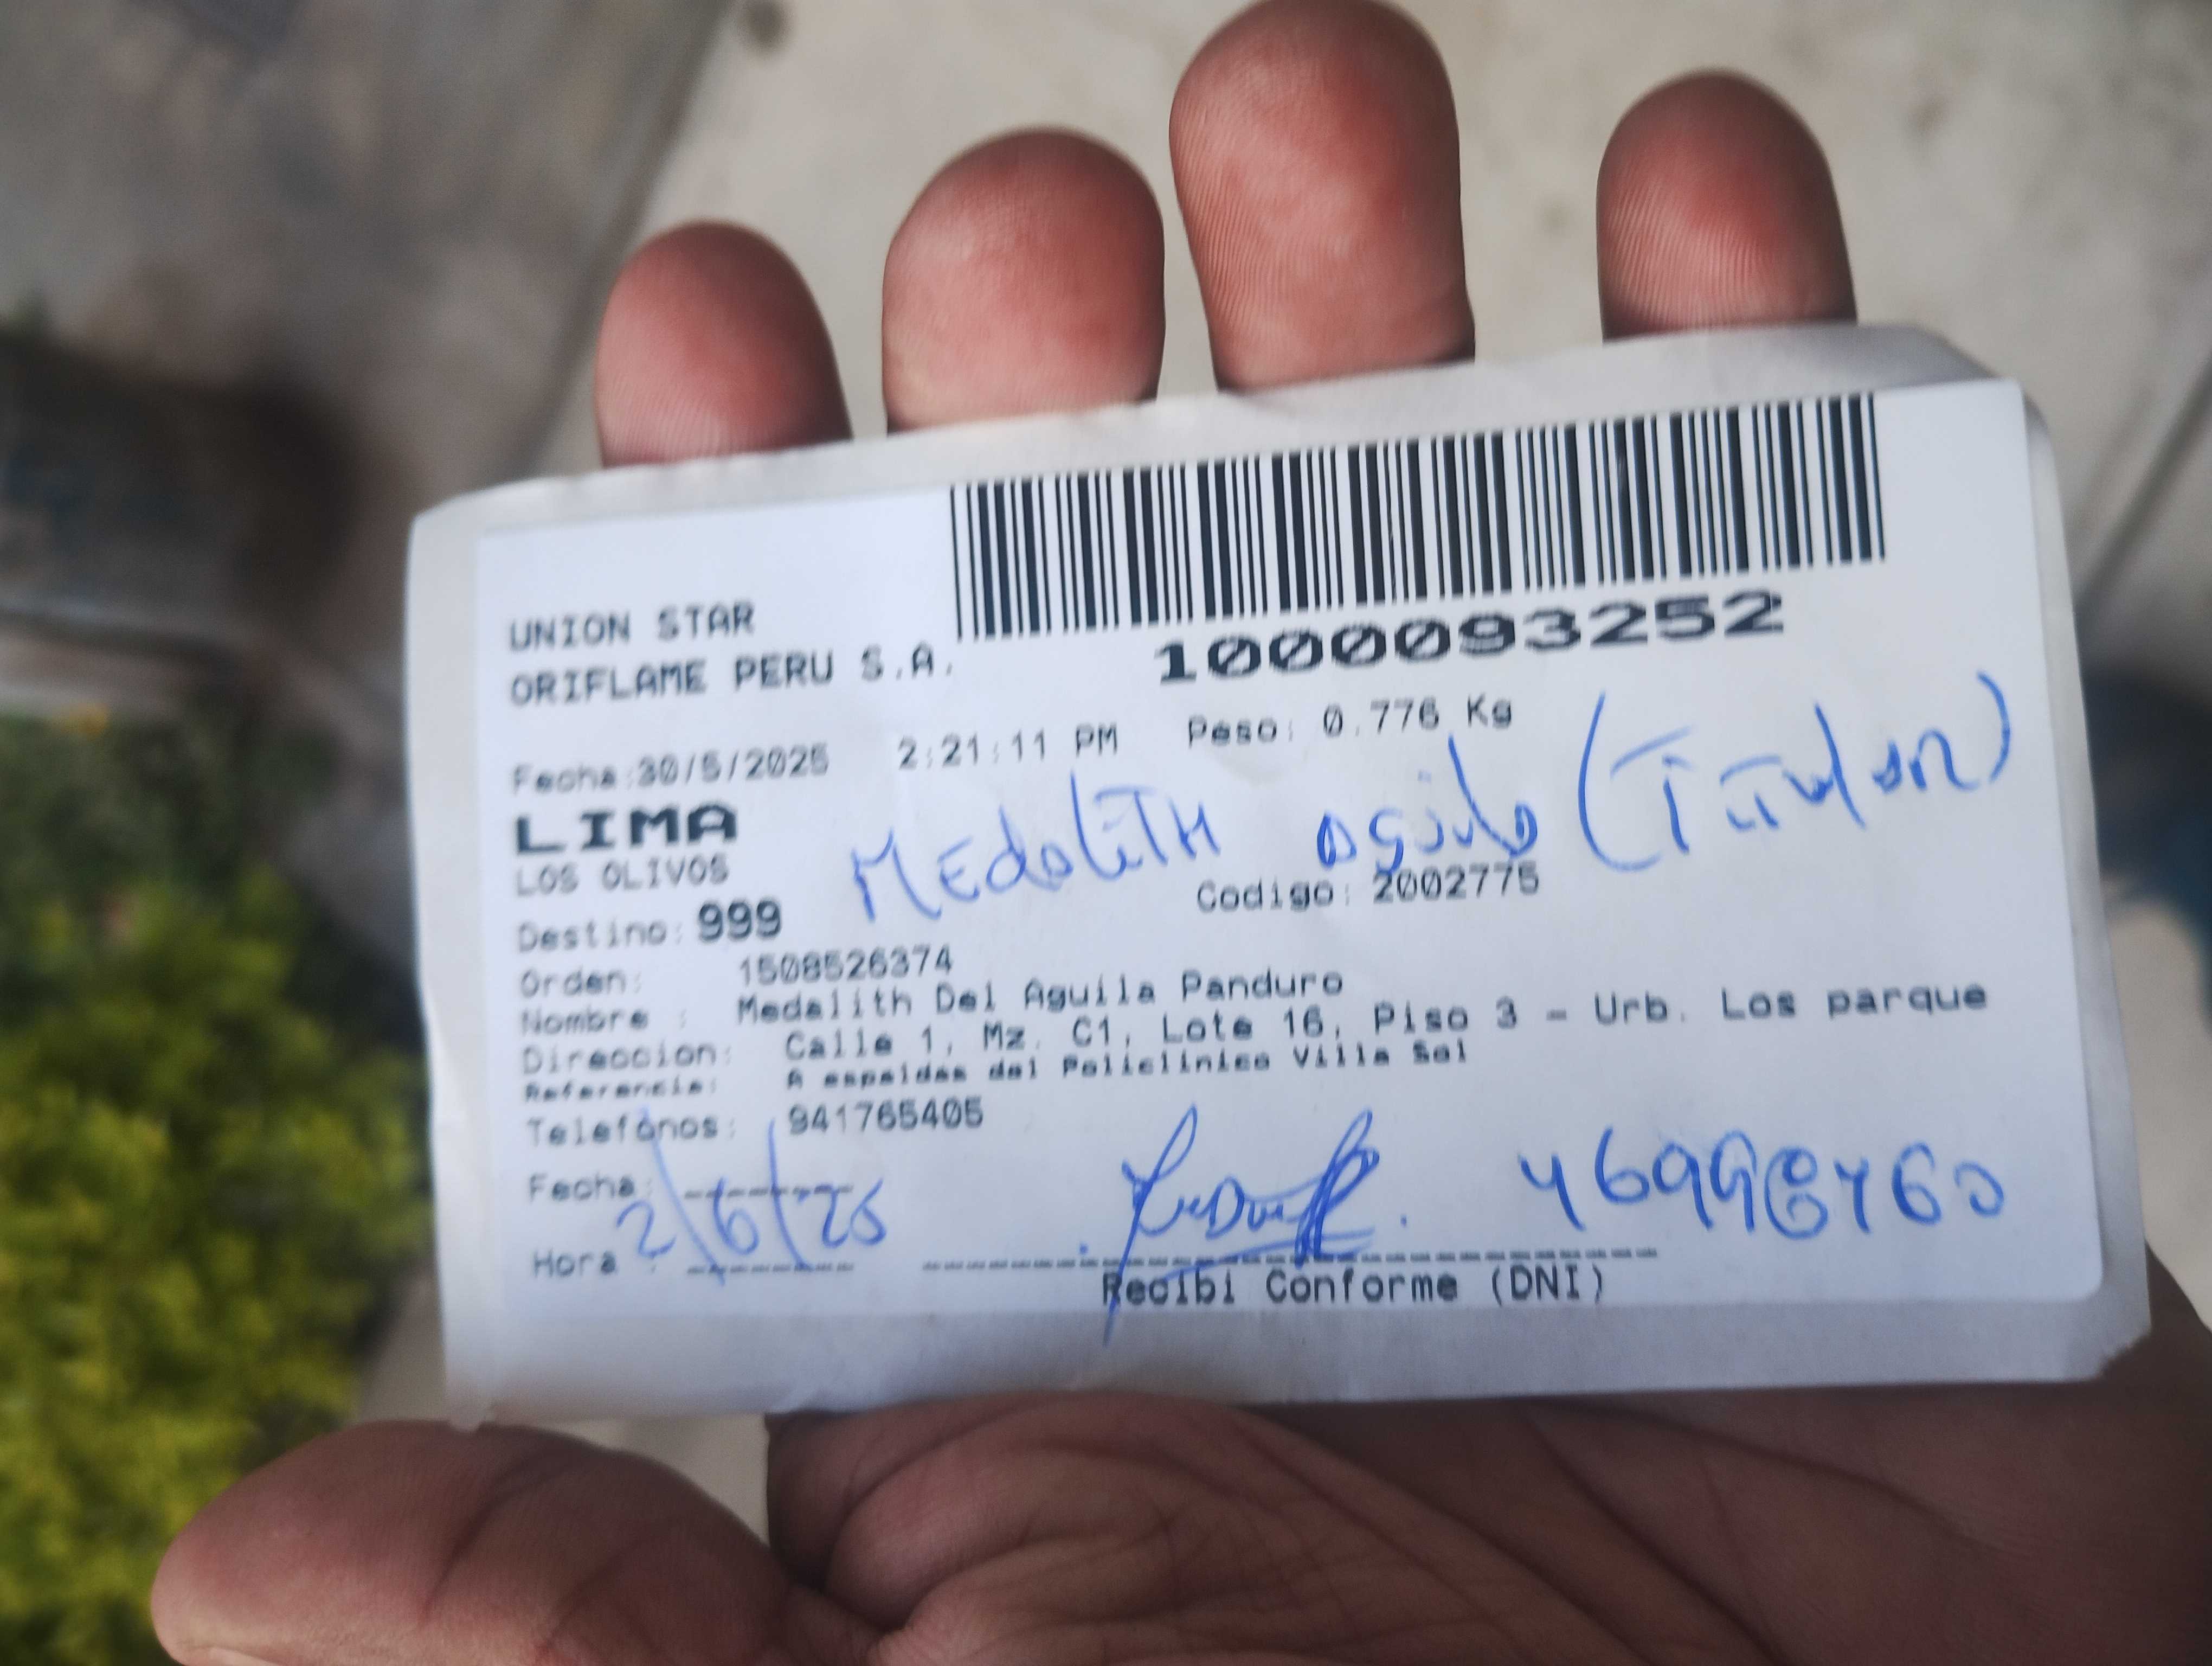 UNION STAR
ORIFLAME PERU S.A.
1000093252
Fecha:30/5/2025 2:21:11 PM Peso: 0.776 Kg
LIMA
MEdaliTH aguila (TiTular)
LOS OLIVOS
Codigo: 2002775
Destino: 999
Orden: 1508526374
Nombre : Medalith Del Aguila Panduro
Direccion: Calle 1, Mz. C1, Lote 16, Piso 3 - Urb. Los parque
Referencia: A espaldas del Policlinico Villa Sol
Telefónos: 941765405
Fecha: 2/6/25
Hora :
Recibi Conforme (DNI)